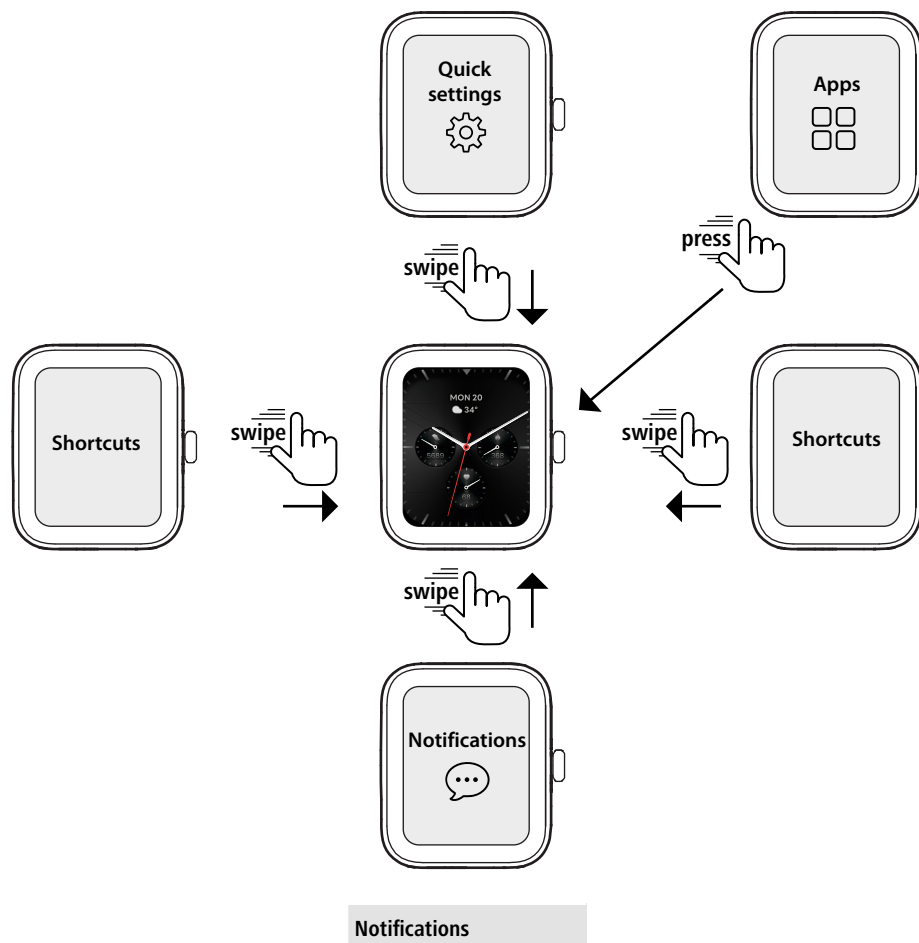 Quick
settings
Apps
press
swipe
MON 20
34°
Shortcuts
swipe
swipe
Shortcuts
swipe
Notifications
Notifications